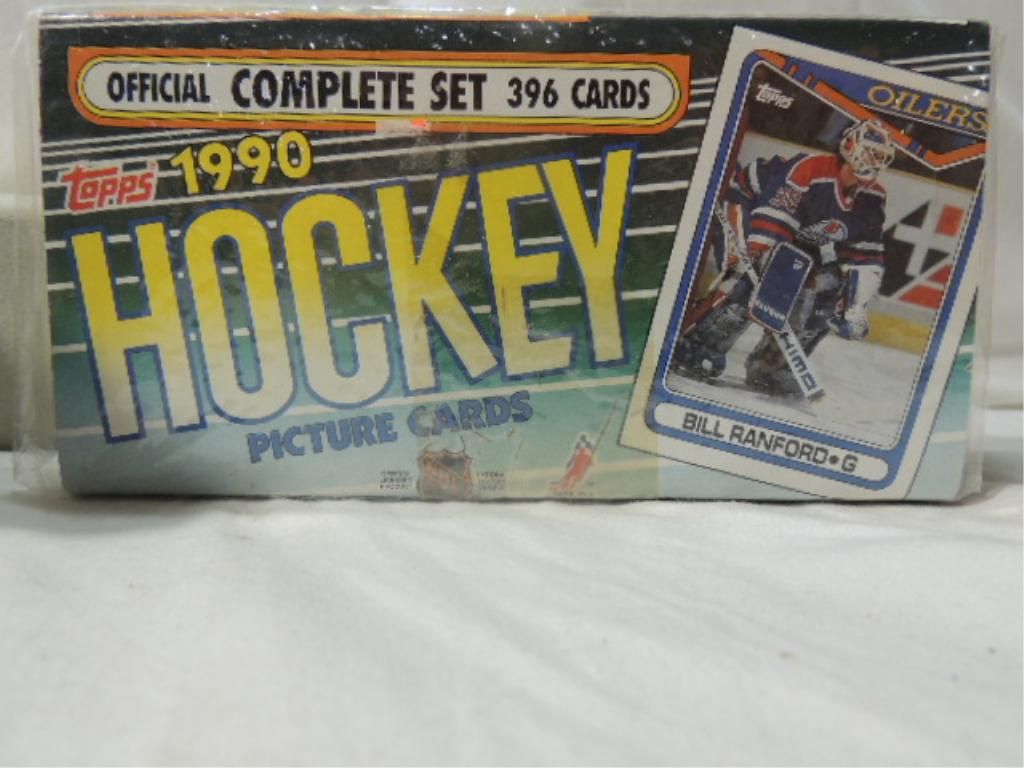 OFFICIAL COMPLETE SET 396 CARDS
TOPPS 1990
HOCKEY
PICTURE CARDS
TOPPS
OILERS
BILL RANFORD•G